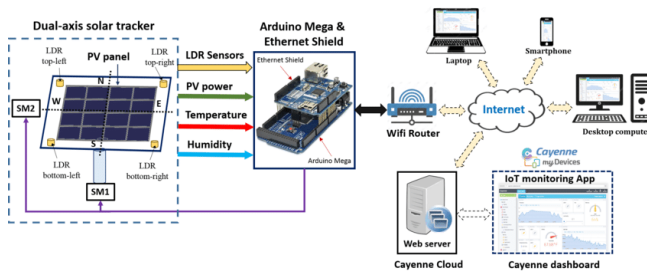 Dual-axis solar tracker
LDR
top-left
PV panel
LDR
top-right
N
W
E
S
SM2
LDR
bottom-left
LDR
bottom-right
SM1
LDR Sensors
PV power
Temperature
Humidity
Arduino Mega &
Ethernet Shield
Ethernet Shield
Arduino Mega
Wifi Router
Internet
Laptop
Smartphone
Desktop computer
Cayenne
myDevices
IoT monitoring App
Web server
Cayenne Cloud
Cayenne dashboard